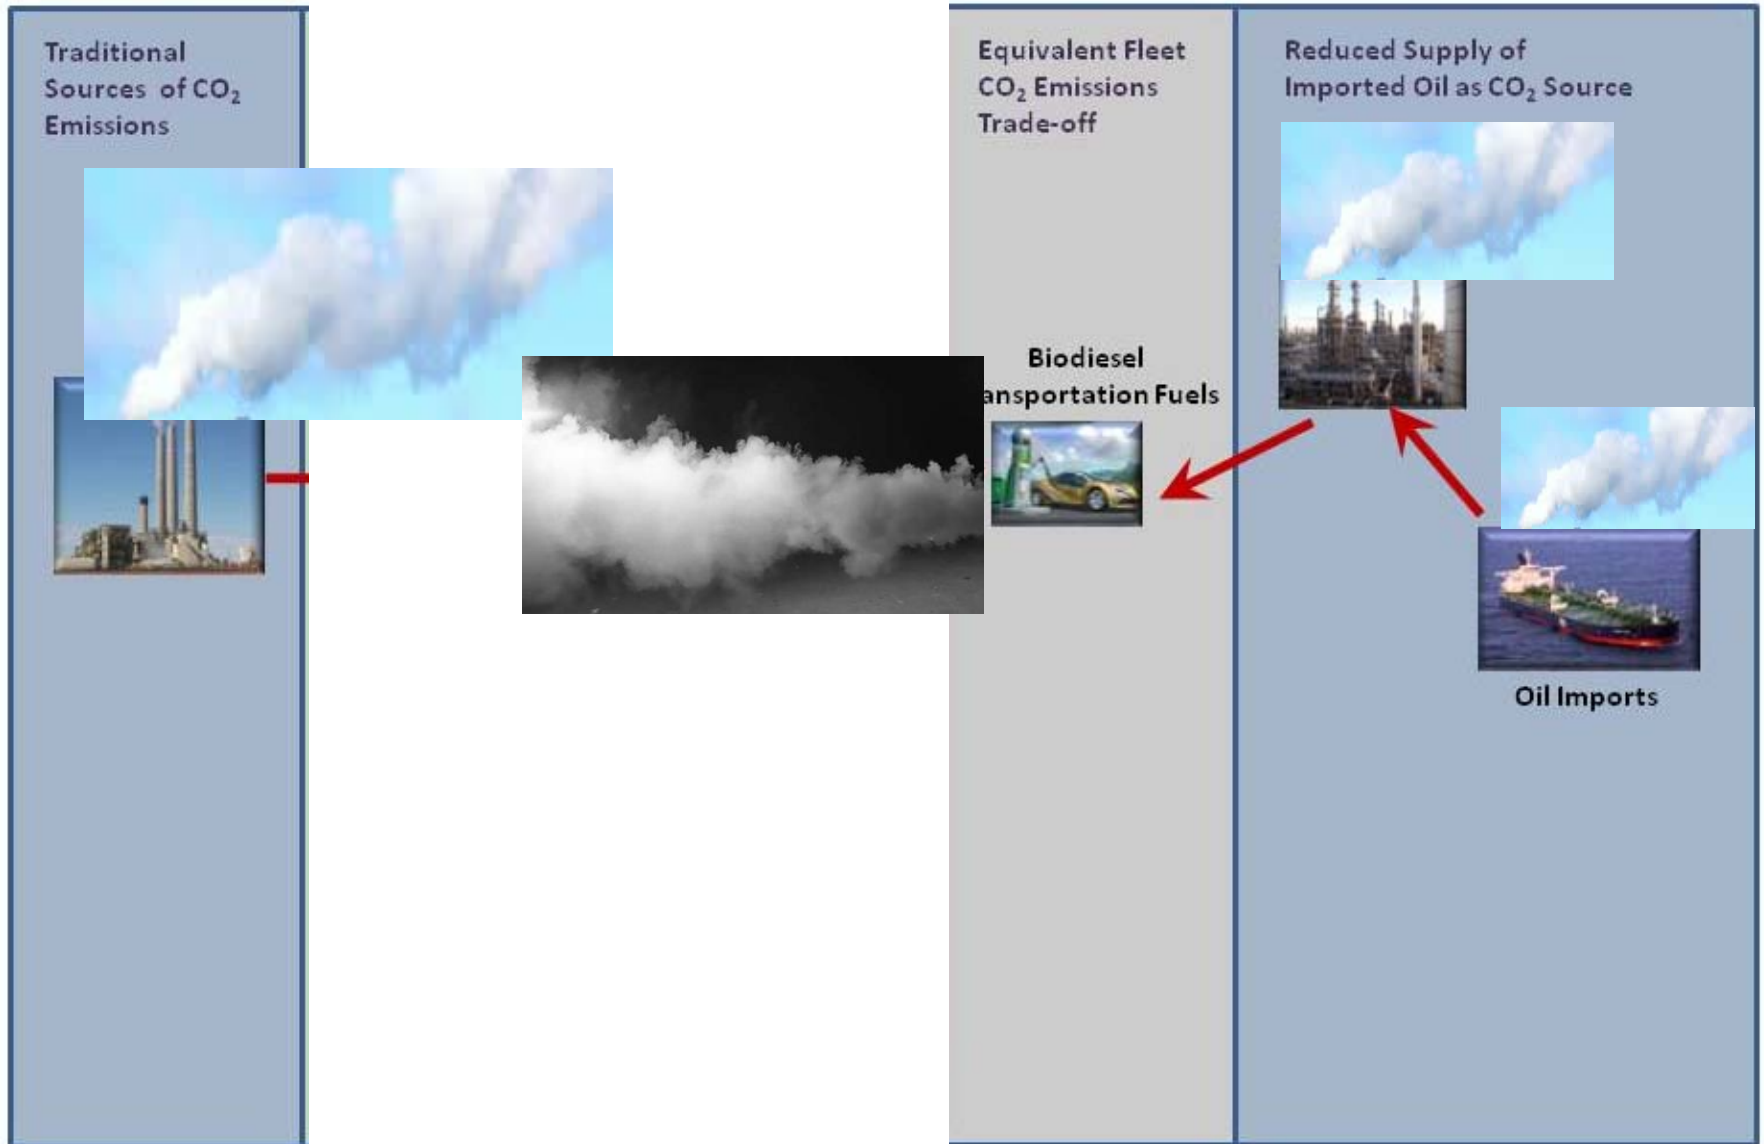 Traditional
Sources of CO₂
Emissions
Equivalent Fleet
CO₂ Emissions
Trade-off
Reduced Supply of
Imported Oil as CO₂ Source
Biodiesel
ansportation Fuels
Oil Imports